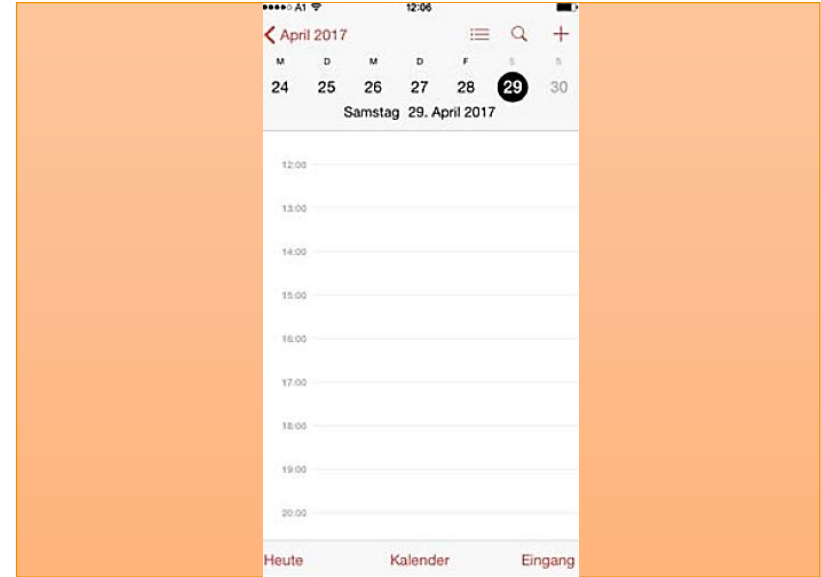 A1 12:06
April 2017
M D M D F S S
24 25 26 27 28 29 30
Samstag 29. April 2017
12:00
13:00
14:00
15:00
16:00
17:00
18:00
19:00
20:00
Heute Kalender Eingang